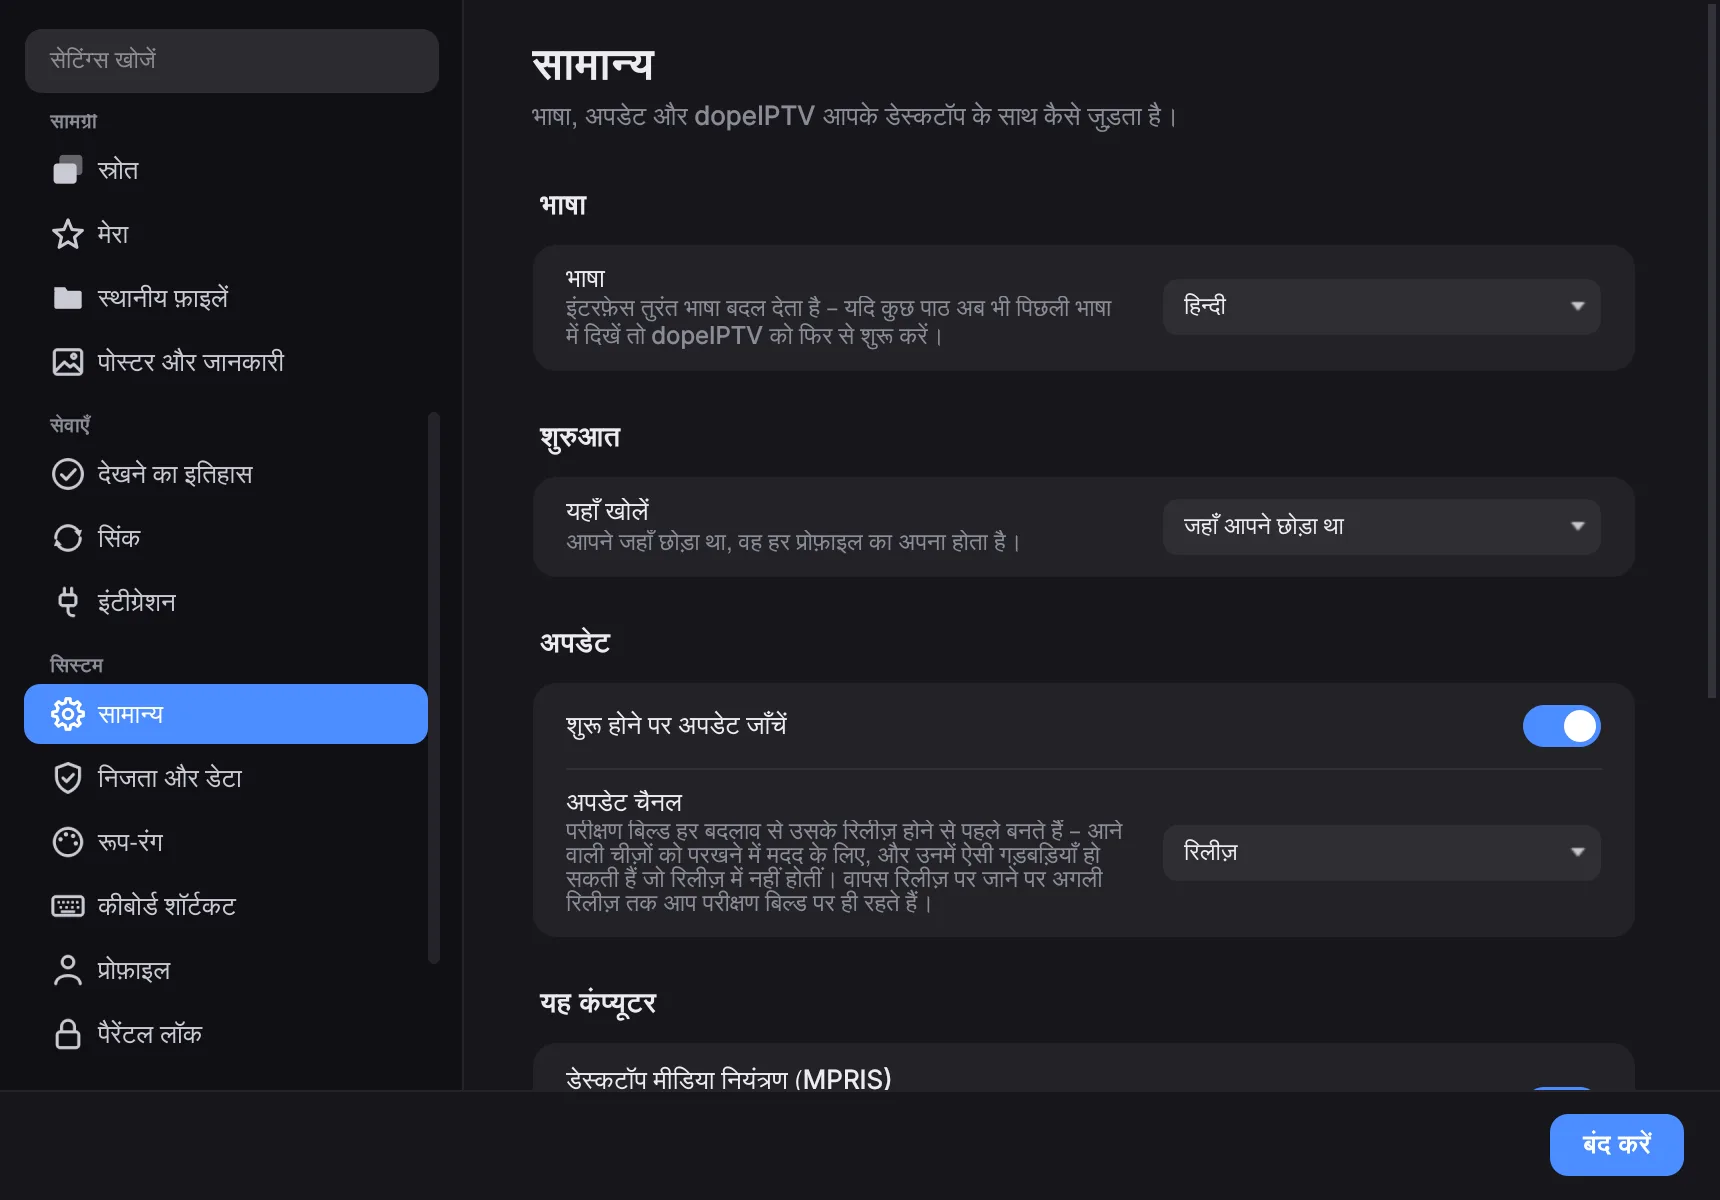 सेटिंग्स खोजें
सामग्री
स्रोत
मेरा
स्थानीय फ़ाइलें
पोस्टर और जानकारी
सेवाएँ
देखने का इतिहास
सिंक
इंटीग्रेशन
सिस्टम
सामान्य
निजता और डेटा
रूप-रंग
कीबोर्ड शॉर्टकट
प्रोफ़ाइल
पैरेंटल लॉक
सामान्य
भाषा, अपडेट और dopeIPTV आपके डेस्कटॉप के साथ कैसे जुड़ता है।
भाषा
भाषा
इंटरफ़ेस तुरंत भाषा बदल देता है – यदि कुछ पाठ अब भी पिछली भाषा
में दिखें तो dopeIPTV को फिर से शुरू करें।
हिन्दी
शुरुआत
यहाँ खोलें
आपने जहाँ छोड़ा था, वह हर प्रोफ़ाइल का अपना होता है।
जहाँ आपने छोड़ा था
अपडेट
शुरू होने पर अपडेट जाँचें
अपडेट चैनल
परीक्षण बिल्ड हर बदलाव से उसके रिलीज़ होने से पहले बनते हैं – आने
वाली चीज़ों को परखने में मदद के लिए, और उनमें ऐसी गड़बड़ियाँ हो
सकती हैं जो रिलीज़ में नहीं होतीं। वापस रिलीज़ पर जाने पर अगली
रिलीज़ तक आप परीक्षण बिल्ड पर ही रहते हैं।
रिलीज़
यह कंप्यूटर
डेस्कटॉप मीडिया नियंत्रण (MPRIS)
बंद करें